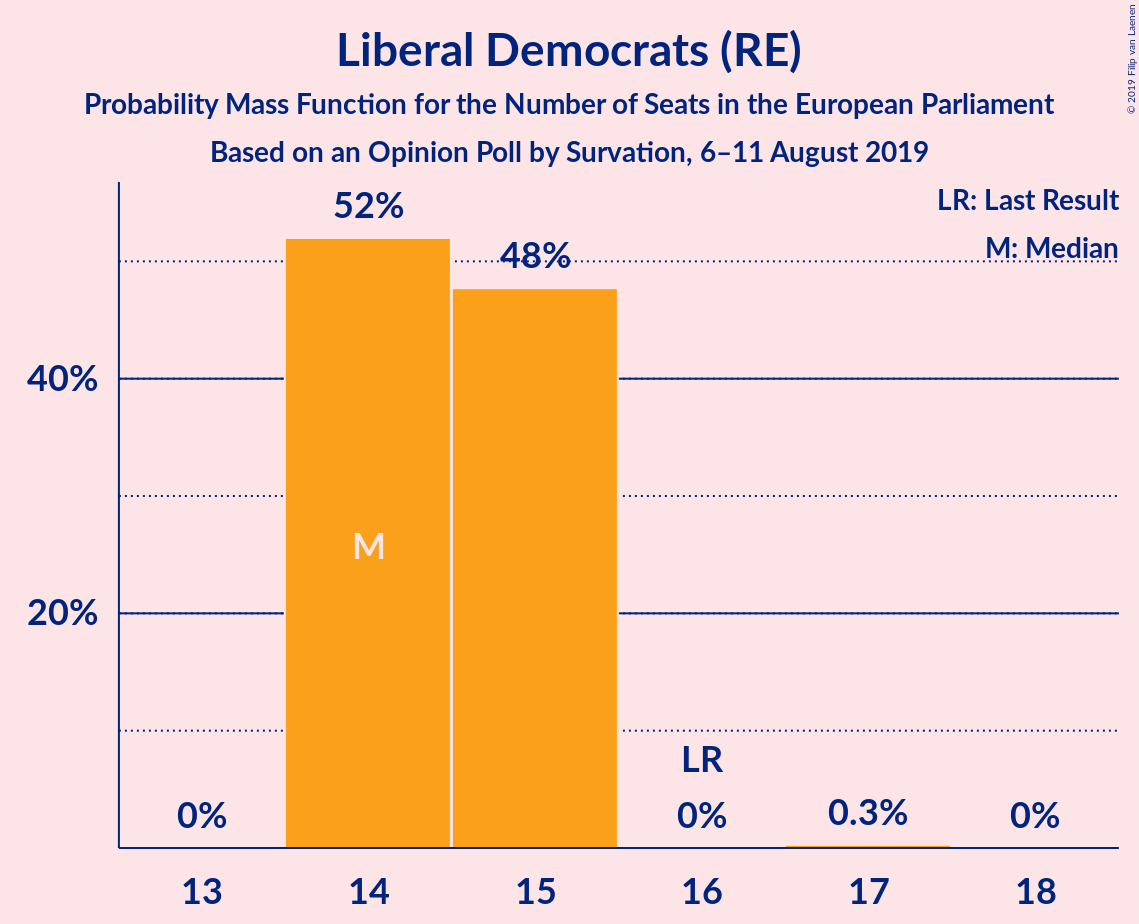 Liberal Democrats (RE)
Probability Mass Function for the Number of Seats in the European Parliament
Based on an Opinion Poll by Survation, 6–11 August 2019
© 2019 Filip van Laenen
LR: Last Result
M: Median
52%
48%
40%
20%
M
LR
0%
0%
0.3%
0%
13
14
15
16
17
18